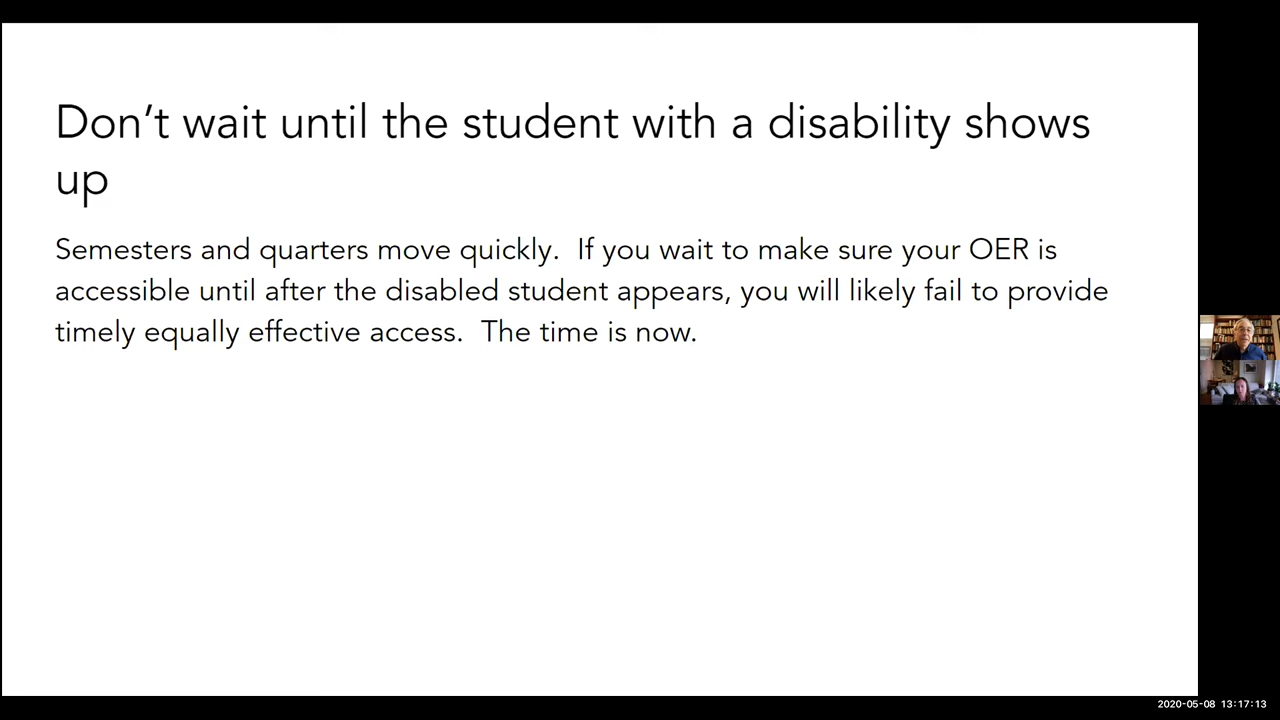 Don’t wait until the student with a disability shows
up
Semesters and quarters move quickly.  If you wait to make sure your OER is
accessible until after the disabled student appears, you will likely fail to provide
timely equally effective access.  The time is now.
2020-05-08 13:17:13